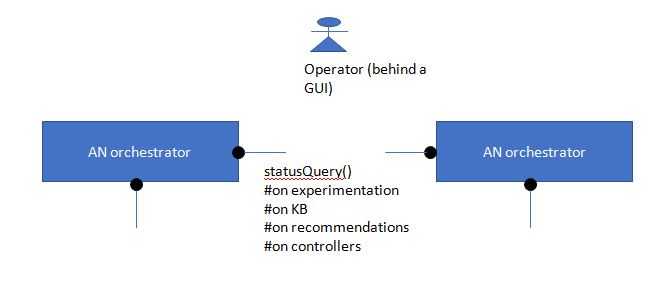 Operator (behind a
GUI)
AN orchestrator
AN orchestrator
statusQuery()
#on experimentation
#on KB
#on recommendations
#on controllers